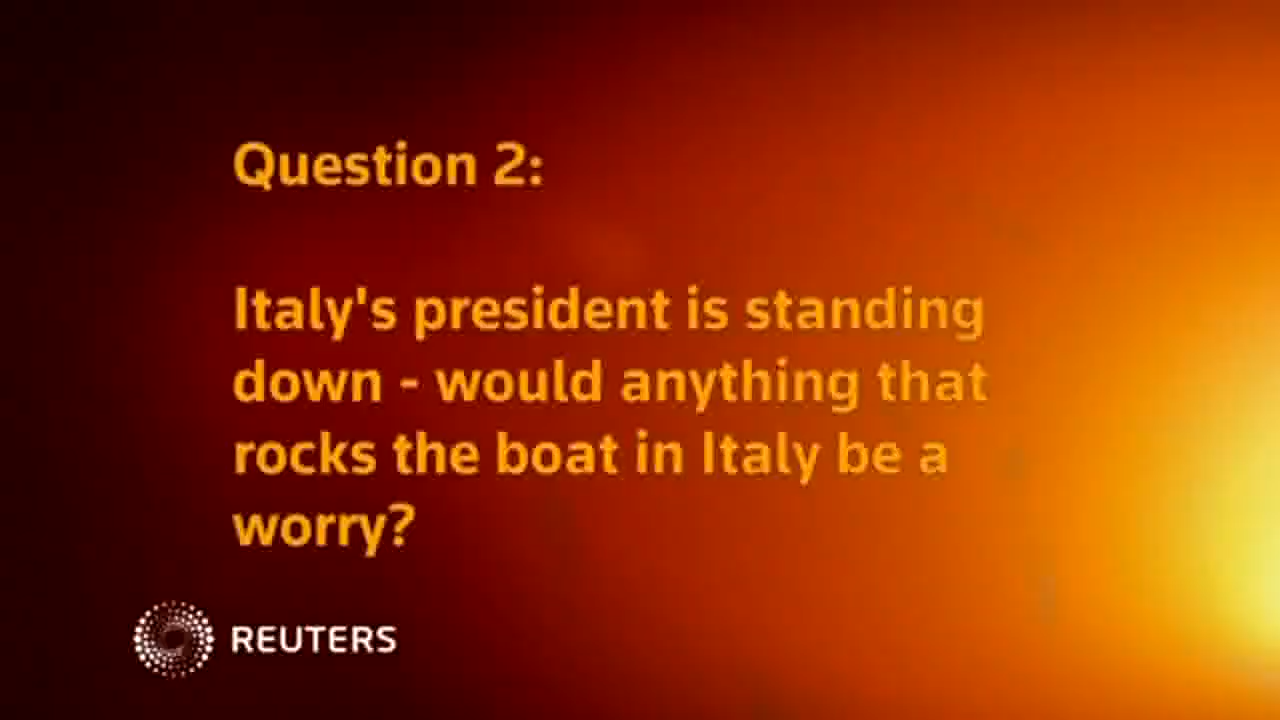 Question 2:
Italy's president is standing
down - would anything that
rocks the boat in Italy be a
worry?
REUTERS